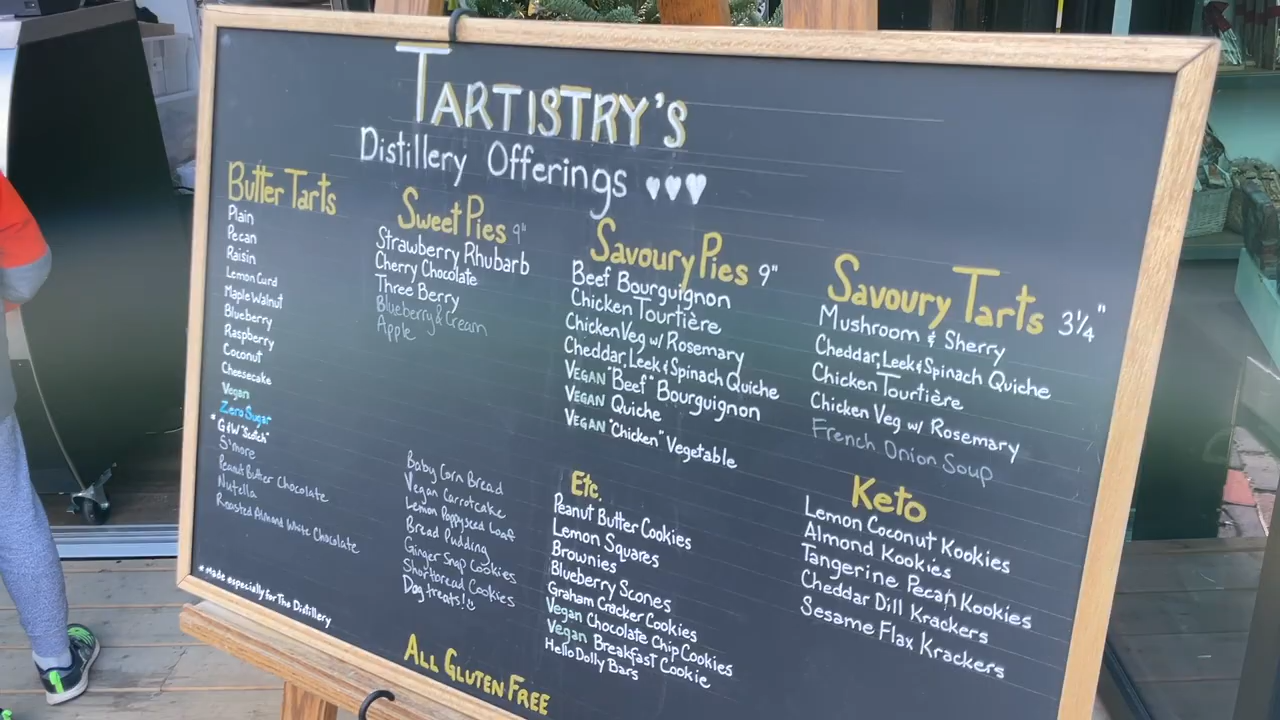 TARTISTRY'S
Distillery Offerings
Butter Tarts
Plain
Pecan
Raisin
Lemon Curd
Maple Walnut
Blueberry
Raspberry
Coconut
Cheesecake
Vegan
Zero Sugar
* G&W "Scotch"
S'more
Peanut Butter Chocolate
Nutella
Roasted Almond White Chocolate
* made especially for The Distillery
Sweet Pies 9"
Strawberry Rhubarb
Cherry Chocolate
Three Berry
Blueberry & Cream
Apple
Baby Corn Bread
Vegan Carrotcake
Lemon Poppyseed Loaf
Bread Pudding
Ginger Snap Cookies
Shortbread Cookies
Dog treats!
Savoury Pies 9"
Beef Bourguignon
Chicken Tourtière
Chicken Veg w/ Rosemary
Cheddar, Leek & Spinach Quiche
VEGAN "Beef" Bourguignon
VEGAN Quiche
VEGAN "Chicken" Vegetable
Etc.
Peanut Butter Cookies
Lemon Squares
Brownies
Blueberry Scones
Graham Cracker Cookies
Vegan Chocolate Chip Cookies
Vegan Breakfast Cookie
Hello Dolly Bars
Savoury Tarts 3¼"
Mushroom & Sherry
Cheddar, Leek & Spinach Quiche
Chicken Tourtière
Chicken Veg w/ Rosemary
French Onion Soup
Keto
Lemon Coconut Kookies
Almond Kookies
Tangerine Pecan Kookies
Cheddar Dill Krackers
Sesame Flax Krackers
ALL GLUTEN FREE